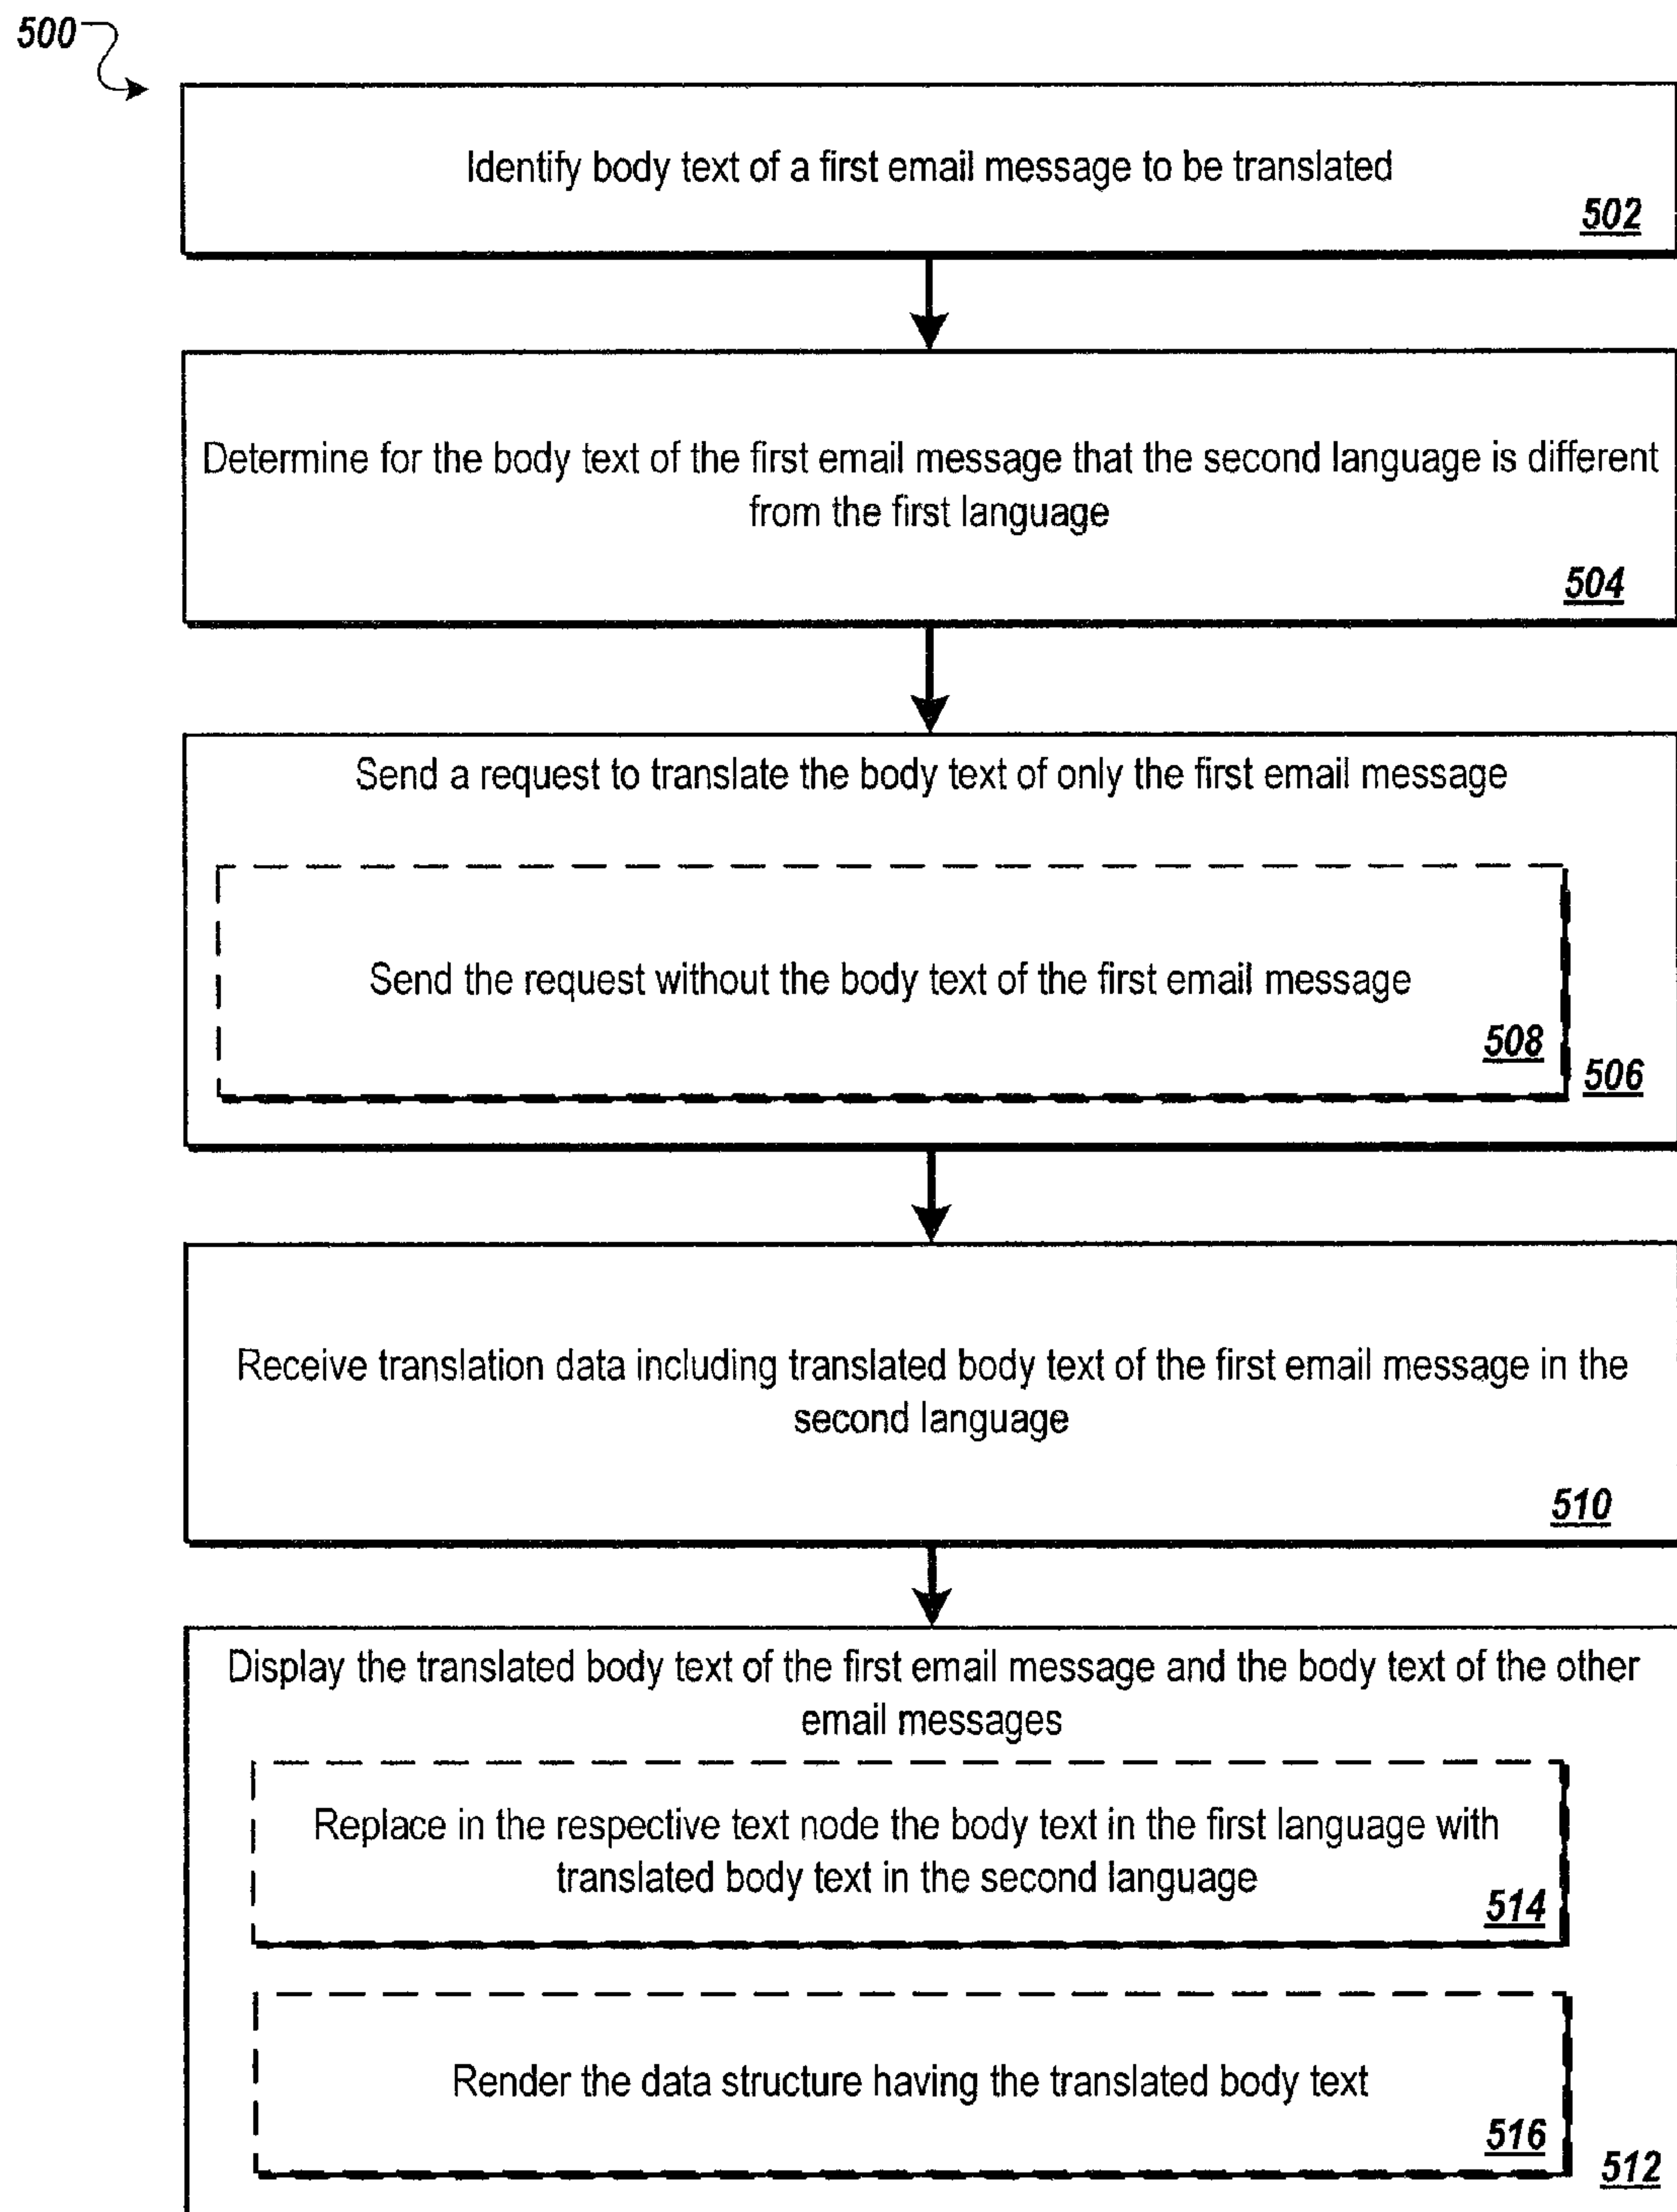 500
Identify body text of a first email message to be translated
502
Determine for the body text of the first email message that the second language is different
from the first language
504
Send a request to translate the body text of only the first email message
Send the request without the body text of the first email message
508
506
Receive translation data including translated body text of the first email message in the
second language
510
Display the translated body text of the first email message and the body text of the other
email messages
Replace in the respective text node the body text in the first language with
translated body text in the second language
514
Render the data structure having the translated body text
516
512